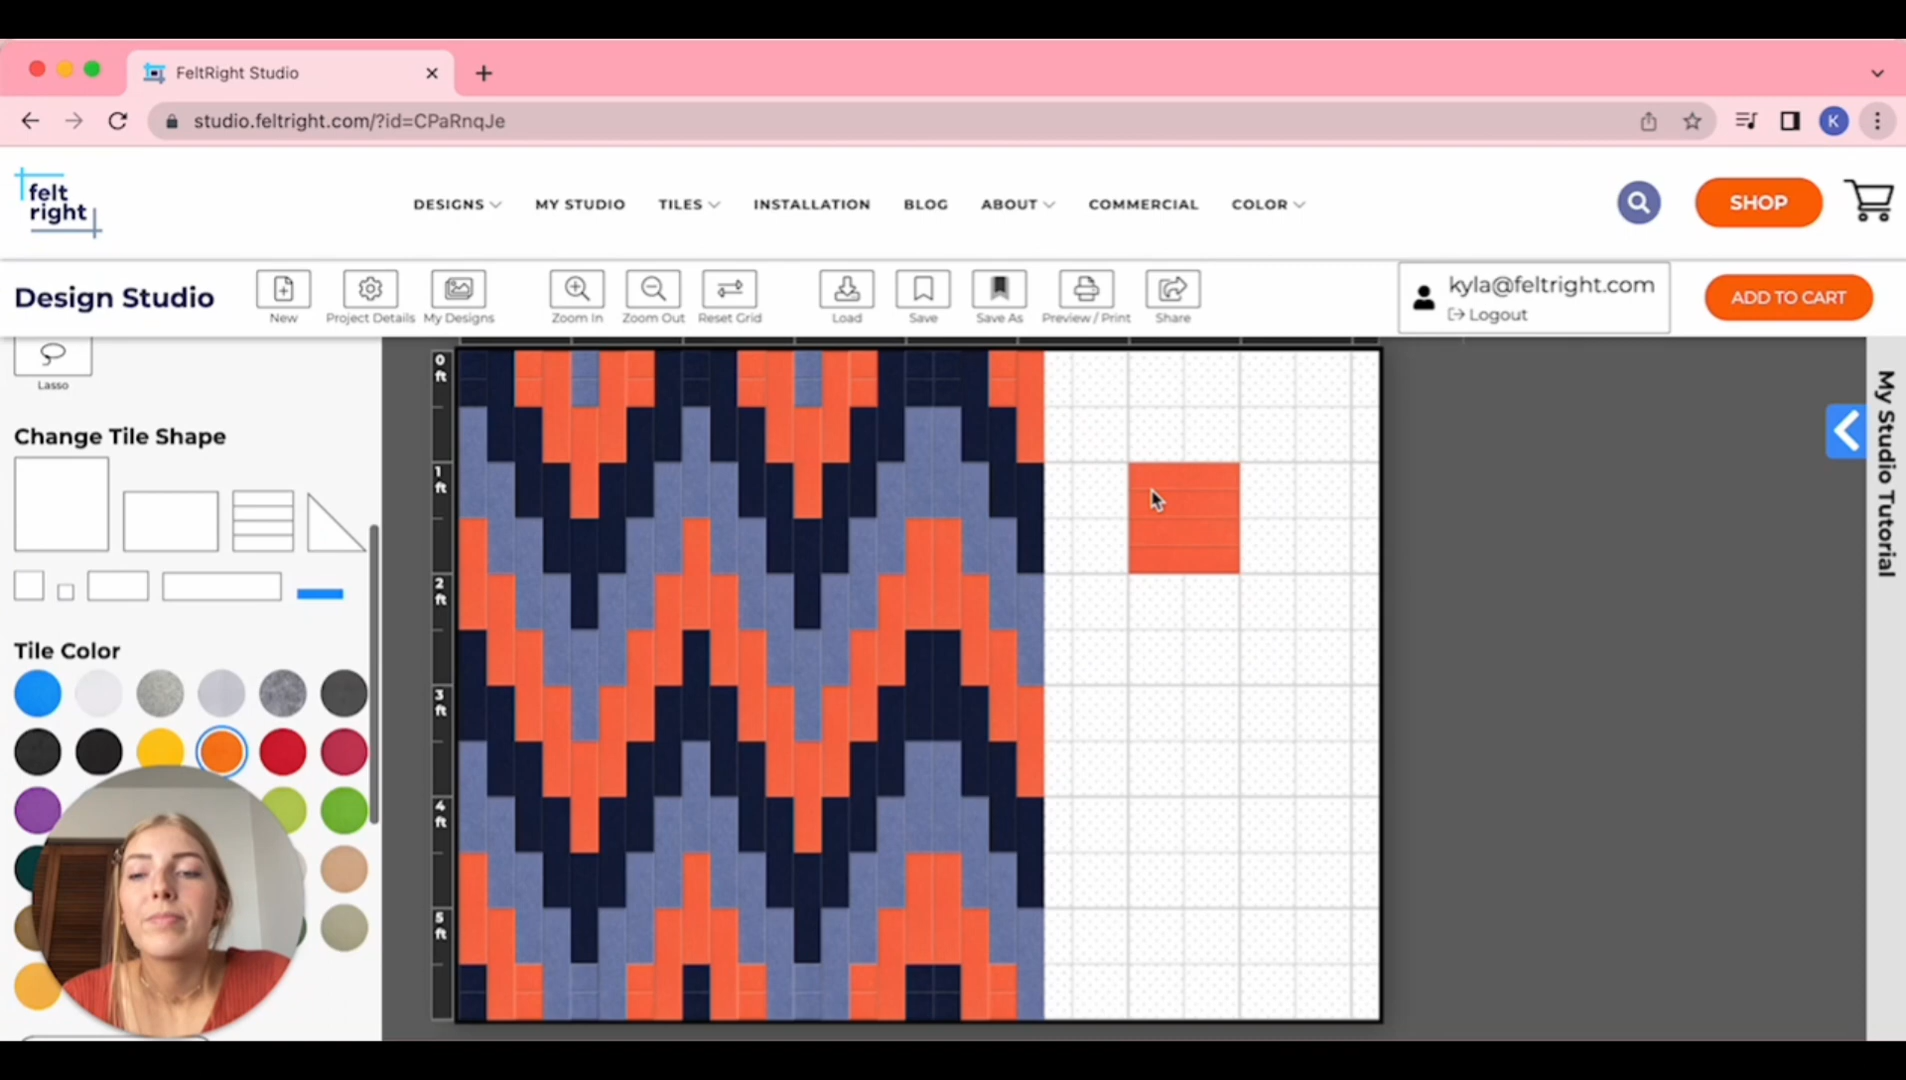 FeltRight Studio
studio.feltright.com/?id=CPaRnqJe
K
felt
right
DESIGNS
MY STUDIO
TILES
INSTALLATION
BLOG
ABOUT
COMMERCIAL
COLOR
SHOP
Design Studio
New
Project Details
My Designs
Zoom In
Zoom Out
Reset Grid
Load
Save
Save As
Preview / Print
Share
kyla@feltright.com
Logout
ADD TO CART
Lasso
Change Tile Shape
Tile Color
0
ft
1
ft
2
ft
3
ft
4
ft
5
ft
My Studio Tutorial